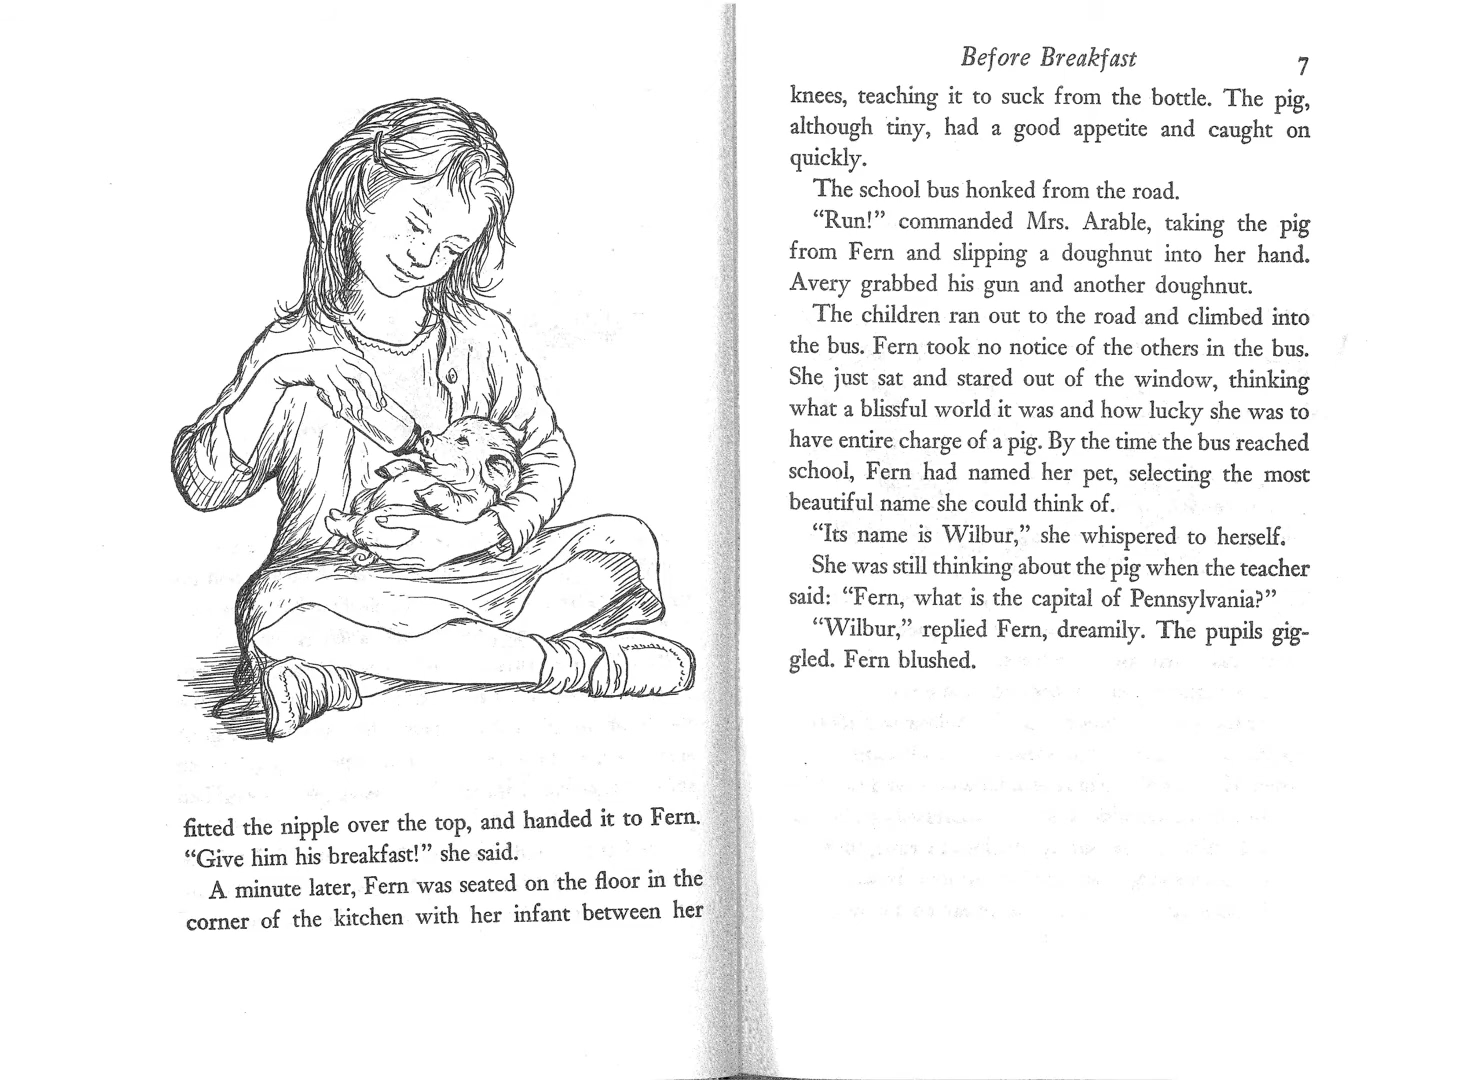 fitted the nipple over the top, and handed it to Fern.
“Give him his breakfast!” she said.
A minute later, Fern was seated on the floor in the
corner of the kitchen with her infant between her
Before Breakfast 7
knees, teaching it to suck from the bottle. The pig,
although tiny, had a good appetite and caught on
quickly.
The school bus honked from the road.
“Run!” commanded Mrs. Arable, taking the pig
from Fern and slipping a doughnut into her hand.
Avery grabbed his gun and another doughnut.
The children ran out to the road and climbed into
the bus. Fern took no notice of the others in the bus.
She just sat and stared out of the window, thinking
what a blissful world it was and how lucky she was to
have entire charge of a pig. By the time the bus reached
school, Fern had named her pet, selecting the most
beautiful name she could think of.
“Its name is Wilbur,” she whispered to herself.
She was still thinking about the pig when the teacher
said: “Fern, what is the capital of Pennsylvania?”
“Wilbur,” replied Fern, dreamily. The pupils gig-
gled. Fern blushed.